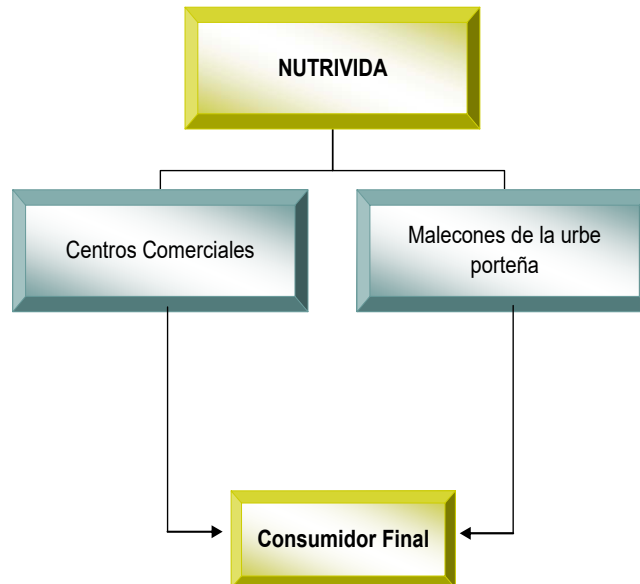 NUTRIVIDA
Centros Comerciales
Malecones de la urbe
porteña
Consumidor Final